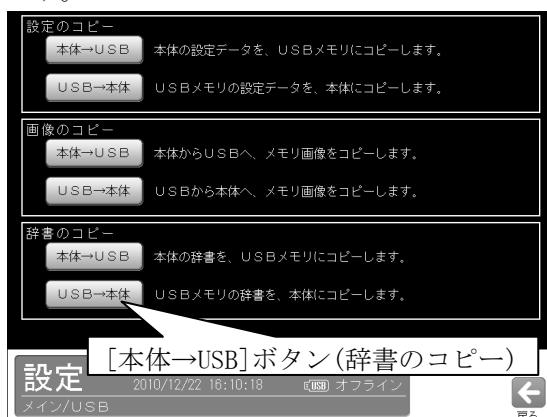 設定のコピー
本体→USB 本体の設定データを、USBメモリにコピーします。
USB→本体 USBメモリの設定データを、本体にコピーします。
画像のコピー
本体→USB 本体からUSBへ、メモリ画像をコピーします。
USB→本体 USBから本体へ、メモリ画像をコピーします。
辞書のコピー
本体→USB 本体の辞書を、USBメモリにコピーします。
USB→本体 USBメモリの辞書を、本体にコピーします。
[本体→USB]ボタン(辞書のコピー)
設定 2010/12/22 16:10:18 USB オフライン
メイン/USB
戻る